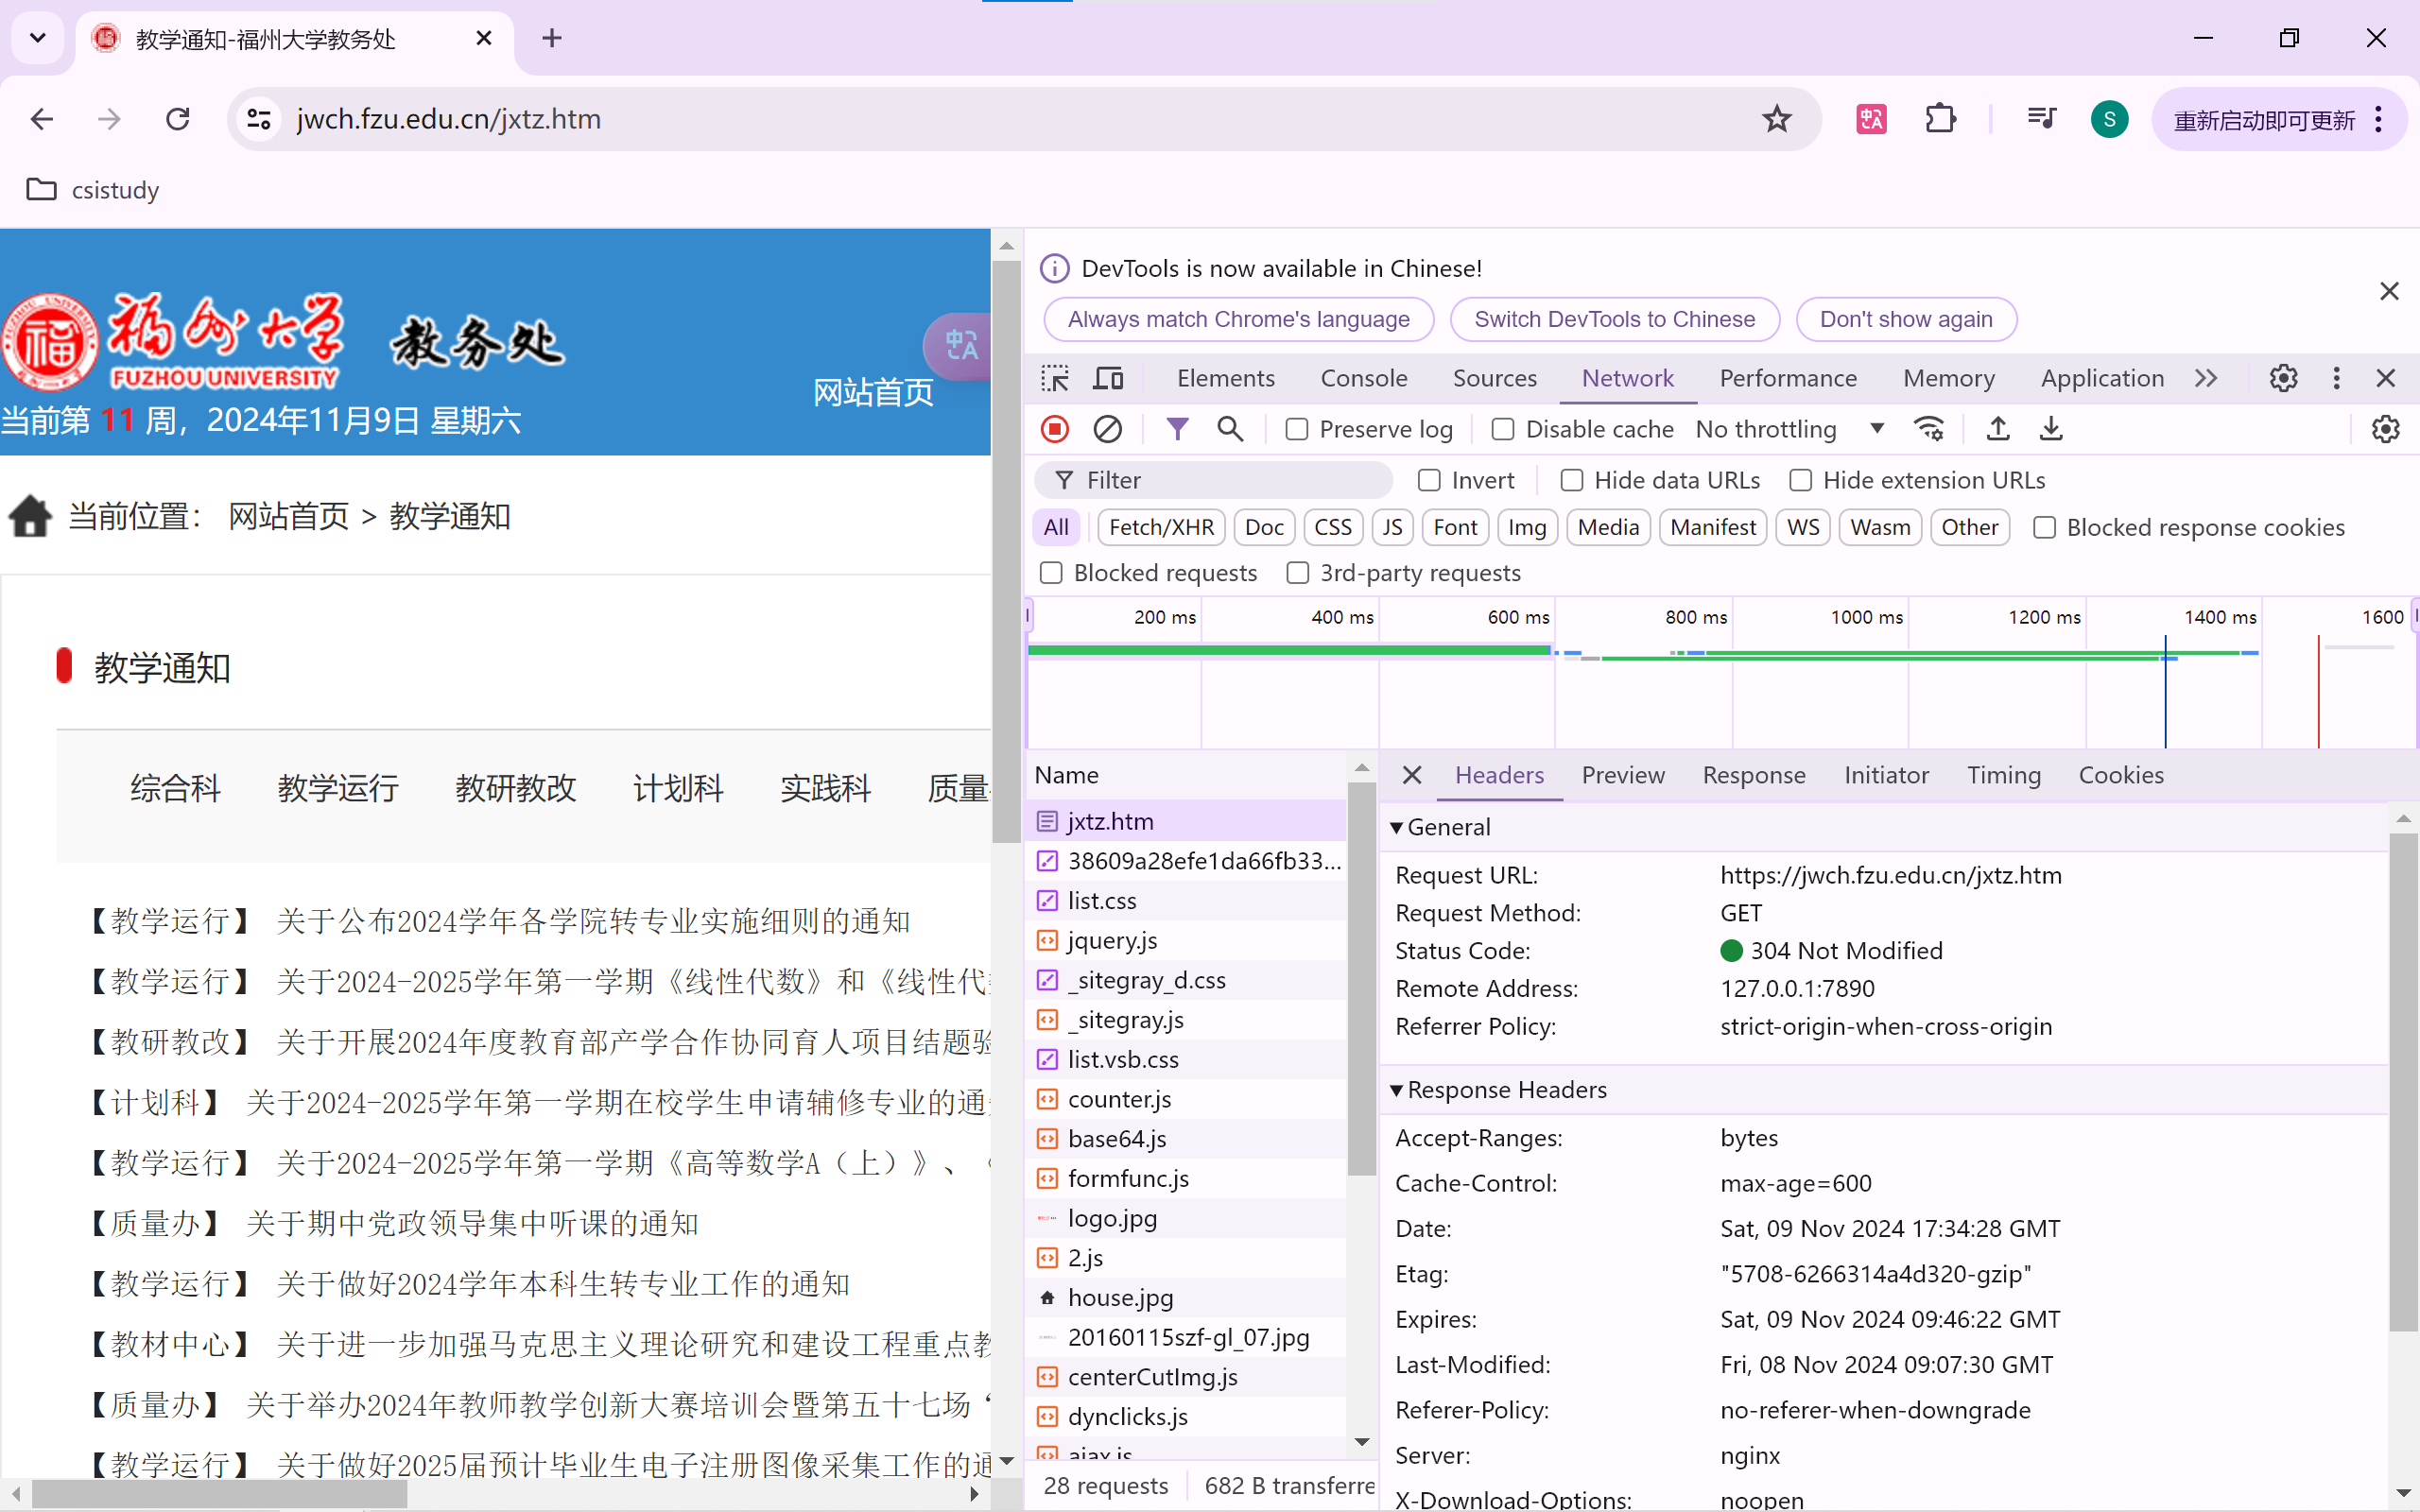 教学通知-福州大学教务处
jwch.fzu.edu.cn/jxtz.htm
S
重新启动即可更新
csistudy
福州大学 教务处
FUZHOU UNIVERSITY
网站首页
当前第 11 周，2024年11月9日 星期六
当前位置： 网站首页 > 教学通知
教学通知
综合科 教学运行 教研教改 计划科 实践科 质量
【教学运行】 关于公布2024学年各学院转专业实施细则的通知
【教学运行】 关于2024-2025学年第一学期《线性代数》和《线性代
【教研教改】 关于开展2024年度教育部产学合作协同育人项目结题验
【计划科】 关于2024-2025学年第一学期在校学生申请辅修专业的通
【教学运行】 关于2024-2025学年第一学期《高等数学A（上）》、
【质量办】 关于期中党政领导集中听课的通知
【教学运行】 关于做好2024学年本科生转专业工作的通知
【教材中心】 关于进一步加强马克思主义理论研究和建设工程重点教
【质量办】 关于举办2024年教师教学创新大赛培训会暨第五十七场“
【教学运行】 关于做好2025届预计毕业生电子注册图像采集工作的通
DevTools is now available in Chinese!
Always match Chrome's language Switch DevTools to Chinese Don't show again
Elements Console Sources Network Performance Memory Application
Preserve log Disable cache No throttling
Filter Invert Hide data URLs Hide extension URLs
All Fetch/XHR Doc CSS JS Font Img Media Manifest WS Wasm Other Blocked response cookies
Blocked requests 3rd-party requests
200 ms 400 ms 600 ms 800 ms 1000 ms 1200 ms 1400 ms 1600
Name
jxtz.htm
38609a28efe1da66fb33...
list.css
jquery.js
_sitegray_d.css
_sitegray.js
list.vsb.css
counter.js
base64.js
formfunc.js
logo.jpg
2.js
house.jpg
20160115szf-gl_07.jpg
centerCutImg.js
dynclicks.js
ajax.js
28 requests 682 B transferre
Headers Preview Response Initiator Timing Cookies
General
Request URL: https://jwch.fzu.edu.cn/jxtz.htm
Request Method: GET
Status Code: 304 Not Modified
Remote Address: 127.0.0.1:7890
Referrer Policy: strict-origin-when-cross-origin
Response Headers
Accept-Ranges: bytes
Cache-Control: max-age=600
Date: Sat, 09 Nov 2024 17:34:28 GMT
Etag: "5708-6266314a4d320-gzip"
Expires: Sat, 09 Nov 2024 09:46:22 GMT
Last-Modified: Fri, 08 Nov 2024 09:07:30 GMT
Referer-Policy: no-referer-when-downgrade
Server: nginx
X-Download-Options: noopen